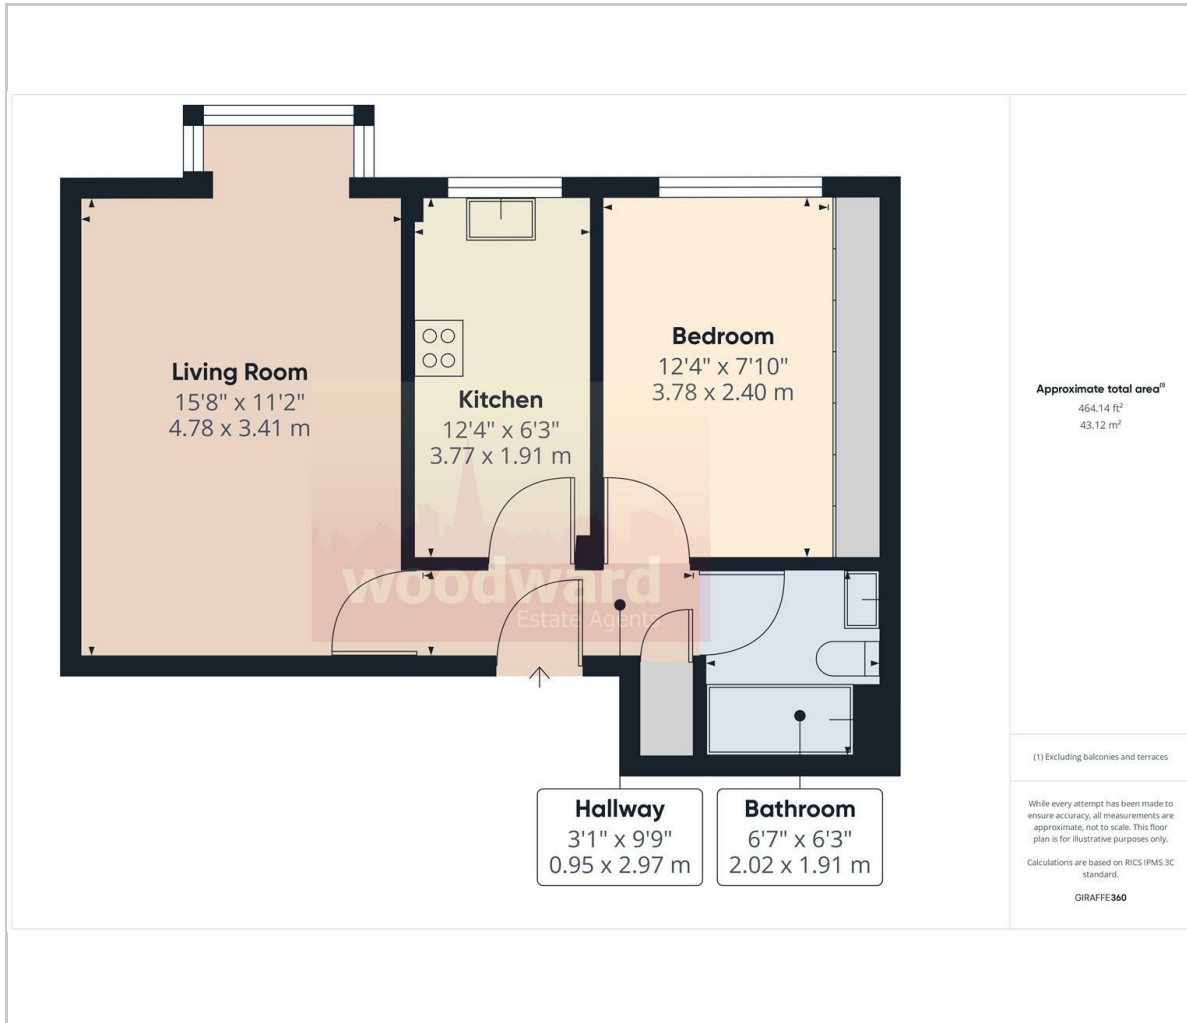 Living Room
15'8" x 11'2"
4.78 x 3.41 m
Kitchen
12'4" x 6'3"
3.77 x 1.91 m
Bedroom
12'4" x 7'10"
3.78 x 2.40 m
woodward
Estate Agents
Hallway
3'1" x 9'9"
0.95 x 2.97 m
Bathroom
6'7" x 6'3"
2.02 x 1.91 m
Approximate total area⁽¹⁾
464.14 ft²
43.12 m²
(1) Excluding balconies and terraces
While every attempt has been made to
ensure accuracy, all measurements are
approximate, not to scale. This floor
plan is for illustrative purposes only.
Calculations are based on RICS IPMS 3C
standard.
GIRAFFE360